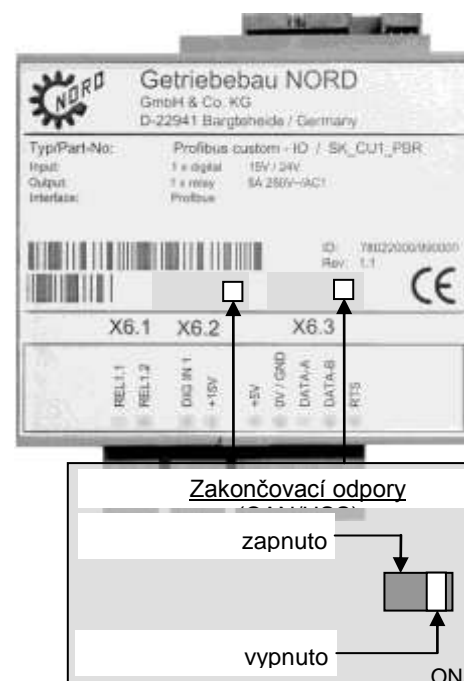 NORD
Getriebebau NORD
GmbH & Co. KG
D-22941 Bargteheide / Germany
Typ/Part-No: Profibus custom - IO / SK_CU1_PBR
Input: 1 x digital 15V / 24V
Output: 1 x relay 5A 250V~/AC1
Interface: Profibus
ID: 78022000/990000
Rev: 1.1
CE
X6.1 X6.2 X6.3
REL1.1
REL1.2
DIG IN 1
+15V
+5V
0V / GND
DATA-A
DATA-B
RTS
Zakončovací odpory
zapnuto
vypnuto
ON